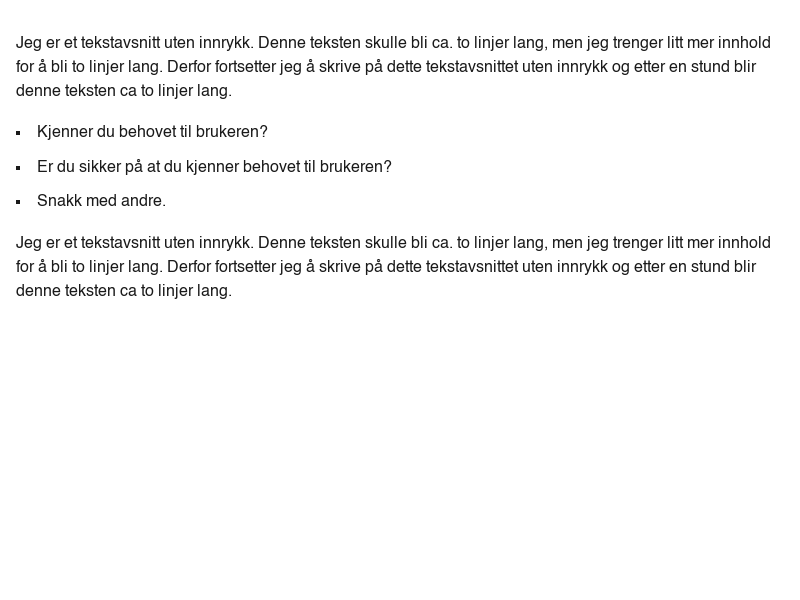 Jeg er et tekstavsnitt uten innrykk. Denne teksten skulle bli ca. to linjer lang, men jeg trenger litt mer innhold
for å bli to linjer lang. Derfor fortsetter jeg å skrive på dette tekstavsnittet uten innrykk og etter en stund blir
denne teksten ca to linjer lang.
▪ Kjenner du behovet til brukeren?
▪ Er du sikker på at du kjenner behovet til brukeren?
▪ Snakk med andre.
Jeg er et tekstavsnitt uten innrykk. Denne teksten skulle bli ca. to linjer lang, men jeg trenger litt mer innhold
for å bli to linjer lang. Derfor fortsetter jeg å skrive på dette tekstavsnittet uten innrykk og etter en stund blir
denne teksten ca to linjer lang.